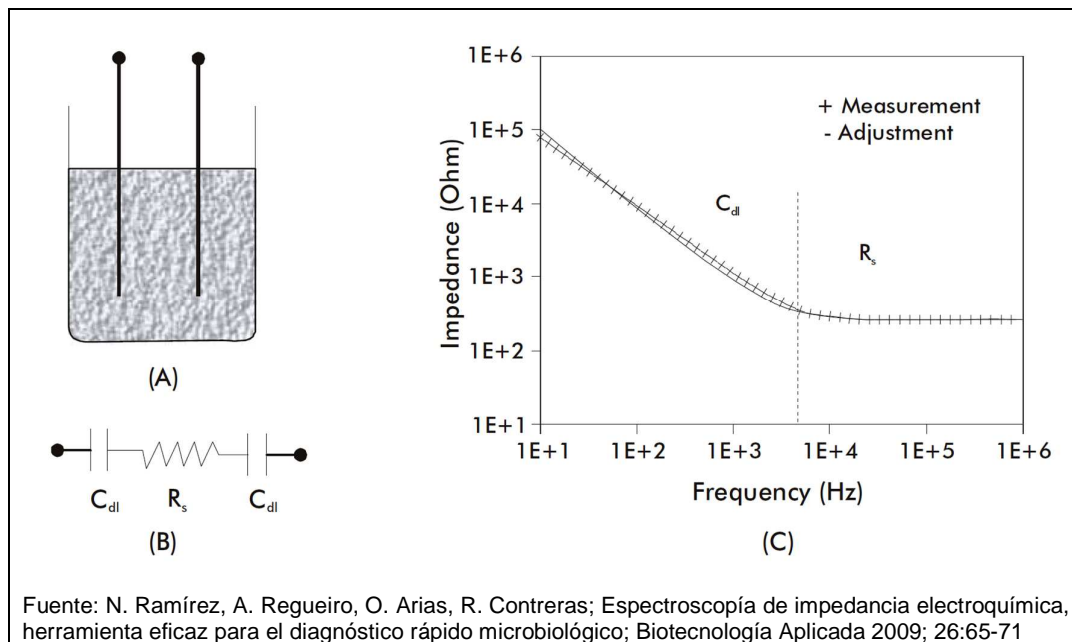 (A)
C_dl R_s C_dl
(B)
1E+6
1E+5
1E+4
1E+3
1E+2
1E+1
Impedance (Ohm)
+ Measurement
- Adjustment
C_dl
R_s
1E+1 1E+2 1E+3 1E+4 1E+5 1E+6
Frequency (Hz)
(C)
Fuente: N. Ramírez, A. Regueiro, O. Arias, R. Contreras; Espectroscopía de impedancia electroquímica,
herramienta eficaz para el diagnóstico rápido microbiológico; Biotecnología Aplicada 2009; 26:65-71